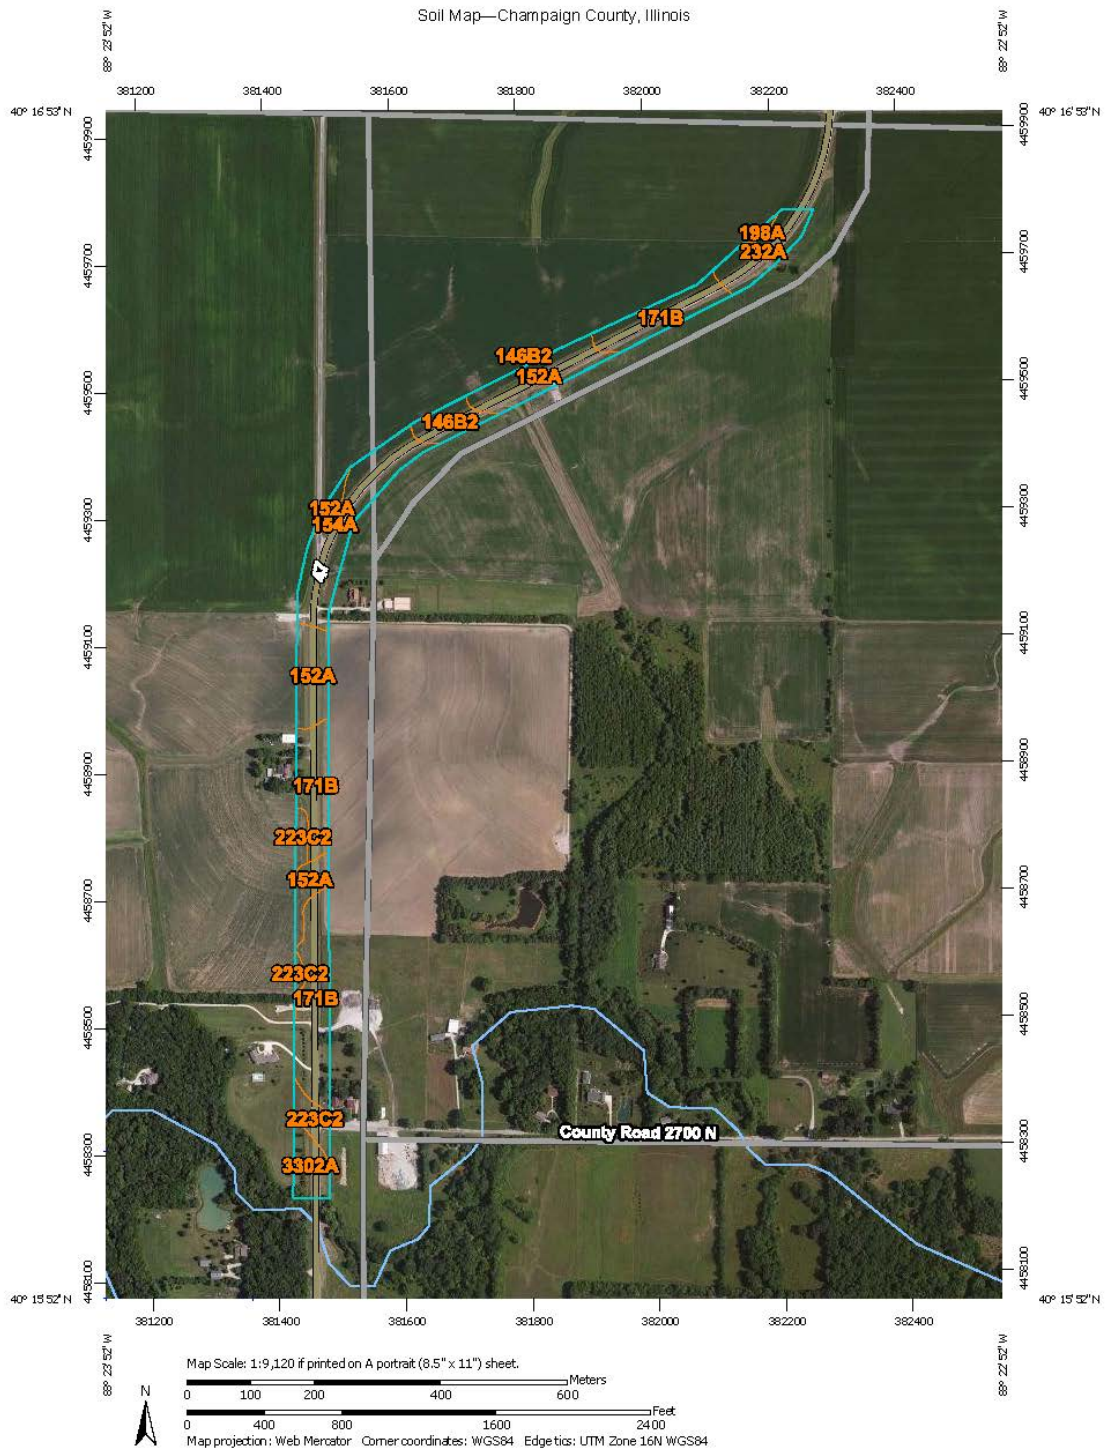 Soil Map—Champaign County, Illinois
88° 23' 52" W
88° 22' 52" W
381200
381400
381600
381800
382000
382200
382400
40° 16' 53" N
40° 16' 53" N
4459900
4459900
198A
232A
4459700
4459700
171B
146B2
152A
4459500
4459500
146B2
152A
154A
4459300
4459300
4459100
4459100
152A
4458900
4458900
171B
223C2
152A
4458700
4458700
223C2
171B
4458500
4458500
223C2
County Road 2700 N
4458300
4458300
3302A
4458100
4458100
40° 15' 52" N
40° 15' 52" N
381200
381400
381600
381800
382000
382200
382400
88° 23' 52" W
88° 22' 52" W
Map Scale: 1:9,120 if printed on A portrait (8.5" x 11") sheet.
Meters
0 100 200 400 600
N
Feet
0 400 800 1600 2400
Map projection: Web Mercator Corner coordinates: WGS84 Edge tics: UTM Zone 16N WGS84